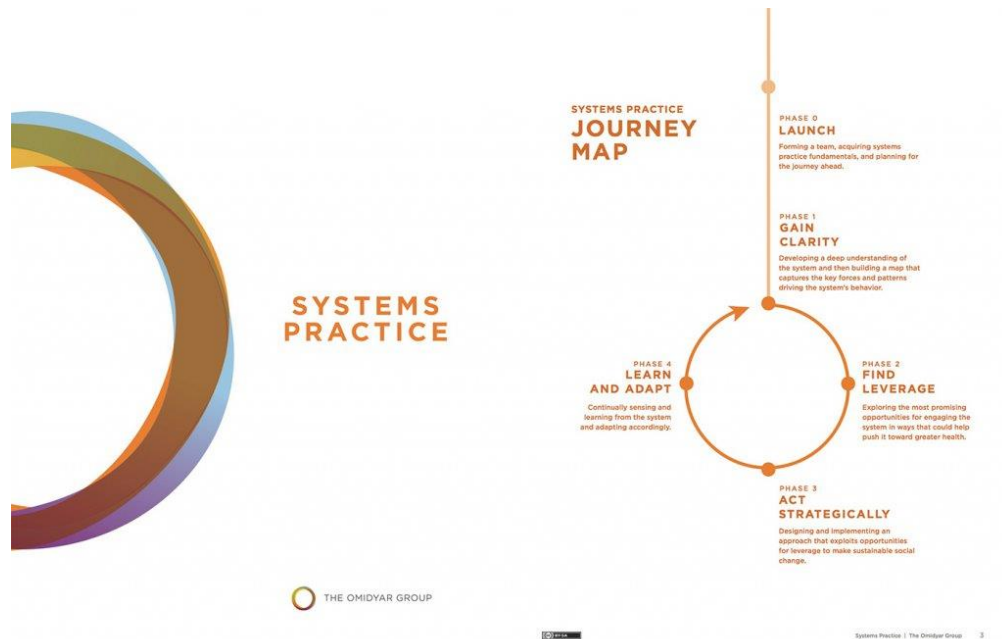 SYSTEMS
PRACTICE
THE OMIDYAR GROUP
SYSTEMS PRACTICE
JOURNEY
MAP
PHASE 0
LAUNCH
Forming a team, acquiring systems
practice fundamentals, and planning for
the journey ahead.
PHASE 1
GAIN
CLARITY
Developing a deep understanding of
the system and then building a map that
captures the key forces and patterns
driving the system's behavior.
PHASE 2
FIND
LEVERAGE
Exploring the most promising
opportunities for engaging the
system in ways that could help
push it toward greater health.
PHASE 3
ACT
STRATEGICALLY
Designing and implementing an
approach that exploits opportunities
for leverage to make sustainable social
change.
PHASE 4
LEARN
AND ADAPT
Continually sensing and
learning from the system
and adapting accordingly.
Systems Practice | The Omidyar Group 3